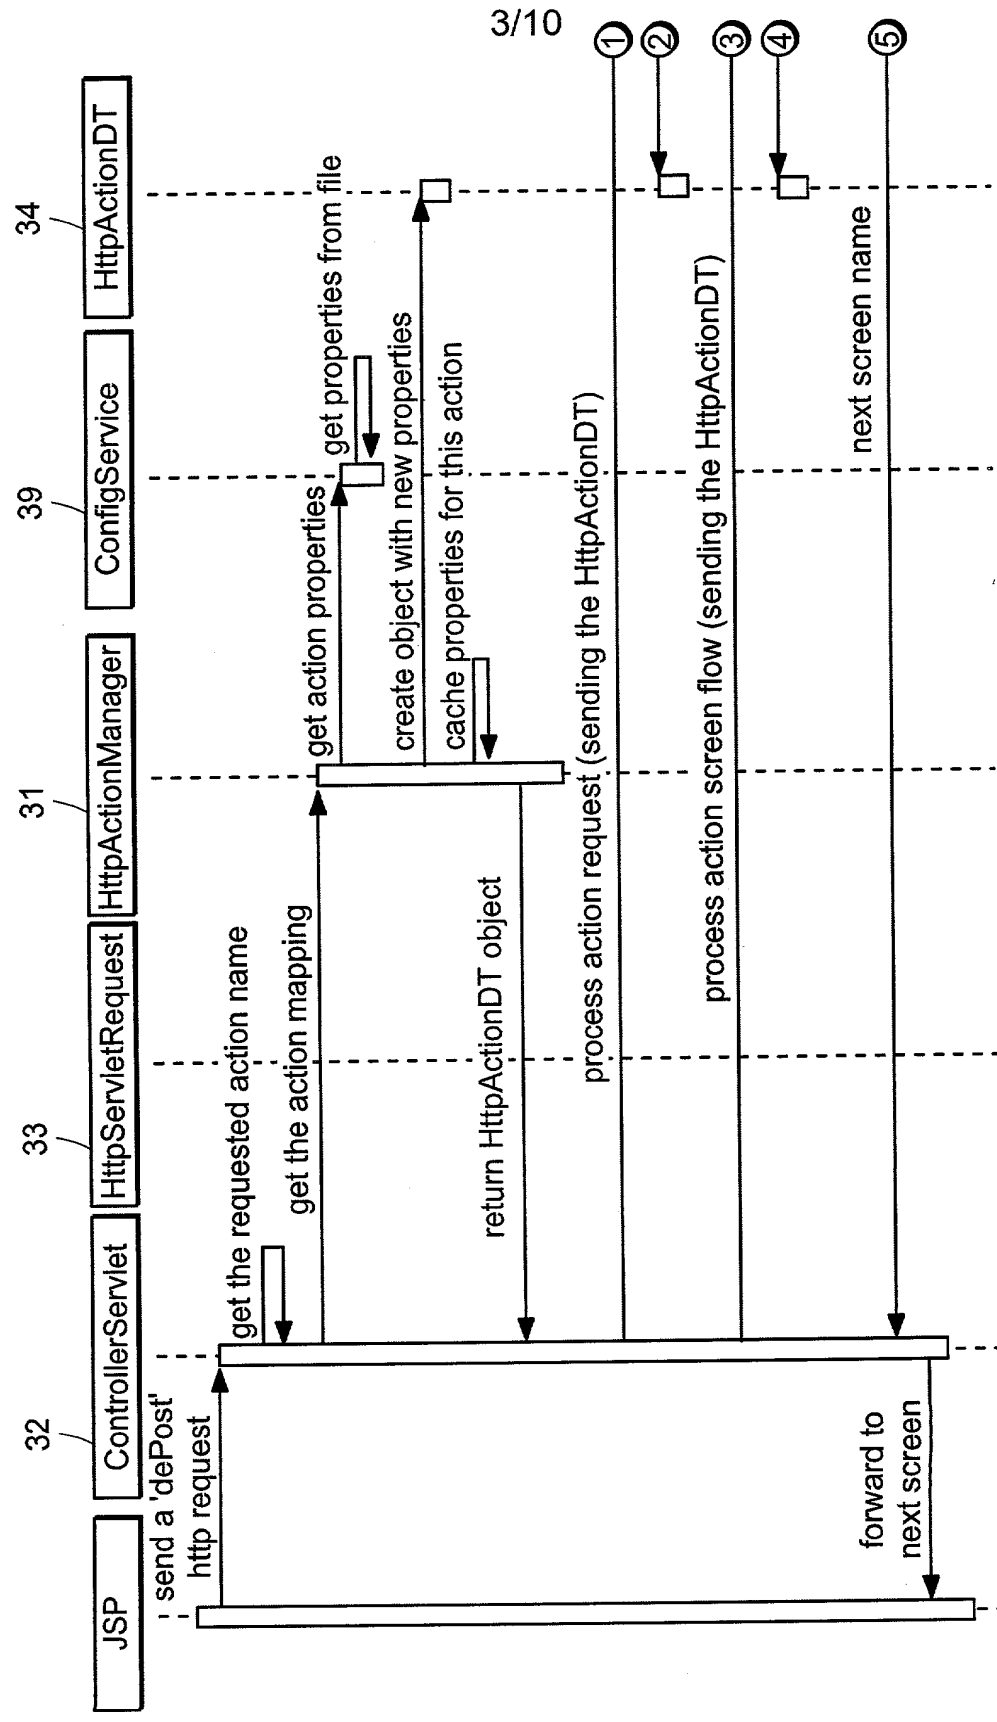 3/10
JSP
32
ControllerServlet
33
HttpServletRequest
31
HttpActionManager
39
ConfigService
34
HttpActionDT
send a 'dePost'
http request
get the requested action name
get the action mapping
get action properties
get properties from file
create object with new properties
cache properties for this action
return HttpActionDT object
process action request (sending the HttpActionDT)
1
2
process action screen flow (sending the HttpActionDT)
3
4
next screen name
5
forward to
next screen